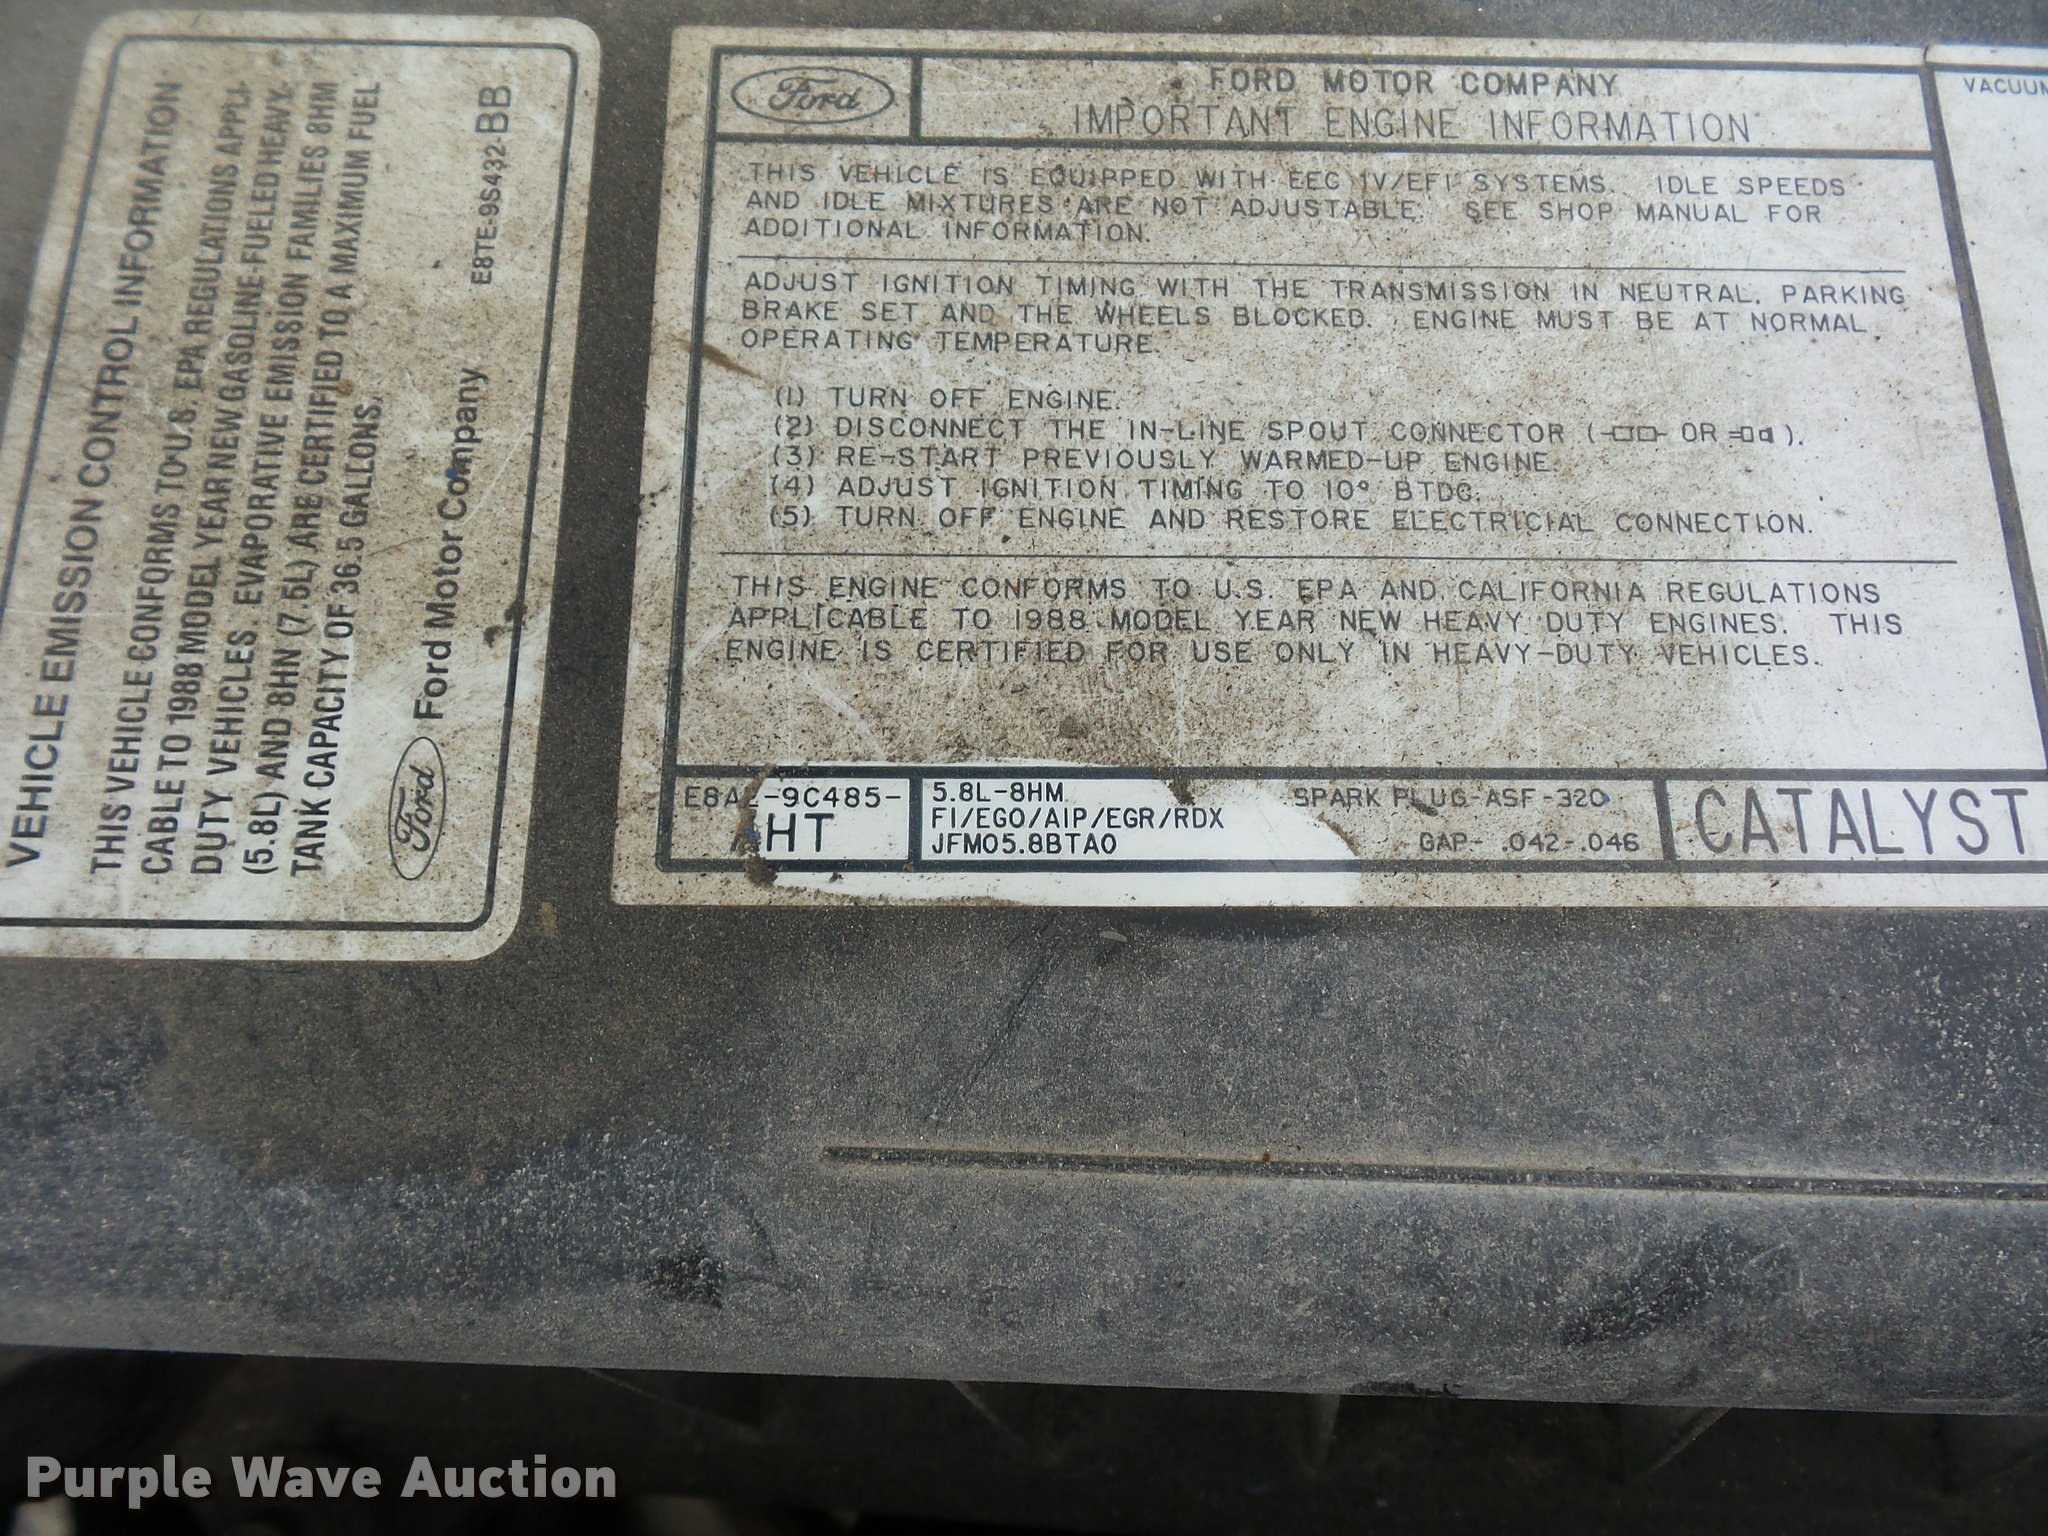 VEHICLE EMISSION CONTROL INFORMATION
THIS VEHICLE CONFORMS TO U.S. EPA REGULATIONS APPLI-
CABLE TO 1988 MODEL YEAR NEW GASOLINE-FUELED HEAVY-
DUTY VEHICLES. EVAPORATIVE EMISSION FAMILIES 8HM
(5.8L) AND 8HN (7.5L) ARE CERTIFIED TO A MAXIMUM FUEL
TANK CAPACITY OF 36.5 GALLONS.
Ford Ford Motor Company E8TE-9S432-BB
Ford
FORD MOTOR COMPANY
IMPORTANT ENGINE INFORMATION
THIS VEHICLE IS EQUIPPED WITH EEC IV/EFI SYSTEMS. IDLE SPEEDS
AND IDLE MIXTURES ARE NOT ADJUSTABLE. SEE SHOP MANUAL FOR
ADDITIONAL INFORMATION.
ADJUST IGNITION TIMING WITH THE TRANSMISSION IN NEUTRAL, PARKING
BRAKE SET AND THE WHEELS BLOCKED. ENGINE MUST BE AT NORMAL
OPERATING TEMPERATURE.
(1) TURN OFF ENGINE.
(2) DISCONNECT THE IN-LINE SPOUT CONNECTOR ( OR ).
(3) RE-START PREVIOUSLY WARMED-UP ENGINE.
(4) ADJUST IGNITION TIMING TO 10° BTDC.
(5) TURN OFF ENGINE AND RESTORE ELECTRICIAL CONNECTION.
THIS ENGINE CONFORMS TO U.S. EPA AND CALIFORNIA REGULATIONS
APPLICABLE TO 1988 MODEL YEAR NEW HEAVY DUTY ENGINES. THIS
ENGINE IS CERTIFIED FOR USE ONLY IN HEAVY-DUTY VEHICLES.
-9C485-
HT
5.8L-8HM
FI/EGO/AIP/EGR/RDX
JFM05.8BTA0
SPARK PLUG-ASF-32C
GAP- .042-.046
CATALYST
VACUUM
Purple Wave Auction